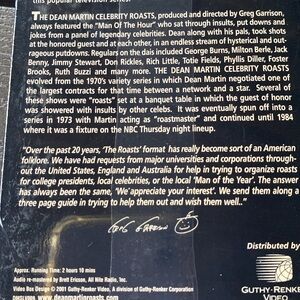 this popular television series!
THE DEAN MARTIN CELEBRITY ROASTS, produced and directed by Greg Garrison,
always featured the "Man Of The Hour" who sat through insults, put downs and
jokes from a panel of legendary celebrities. Dean along with his pals, took shots
at the honored guest and at each other, in an endless stream of hysterical and out-
rageous putdowns. Regulars on the dais included George Burns, Milton Berle, Jack
Benny, Jimmy Stewart, Don Rickles, Rich Little, Totie Fields, Phyllis Diller, Foster
Brooks, Ruth Buzzi and many more. THE DEAN MARTIN CELEBRITY ROASTS
evolved from the 1970's variety series in which Dean Martin negotiated one of
the largest contracts for that time between a network and a star. Several of
these shows were "roasts" set at a banquet table in which the guest of honor
was showered with insults by other celebs. It was eventually spun off into a
series in 1973 with Martin acting as "roastmaster" and continued until 1984
where it was a fixture on the NBC Thursday night lineup.
"Over the past 20 years, 'The Roasts' format has really become sort of an American
folklore. We have had requests from major universities and corporations through-
out the United States, England and Australia for help in trying to organize roasts
for college presidents, local celebrities, or the local 'Man of the Year'. The answer
has always been the same, 'We appreciate your interest'. We send them along a
three page guide in trying to help them out and wish them well.."
Greg Garrison
Distributed by
Approx. Running Time: 2 hours 10 mins
Audio re-mastered by Brett Ericson, All Nite Radio, Inc.
Video Box Design © 2001 Guthy-Renker Video, A division of Guthy-Renker Corporation
www.deanmartinroasts.com
GUTHY-RENKE
VIDEO